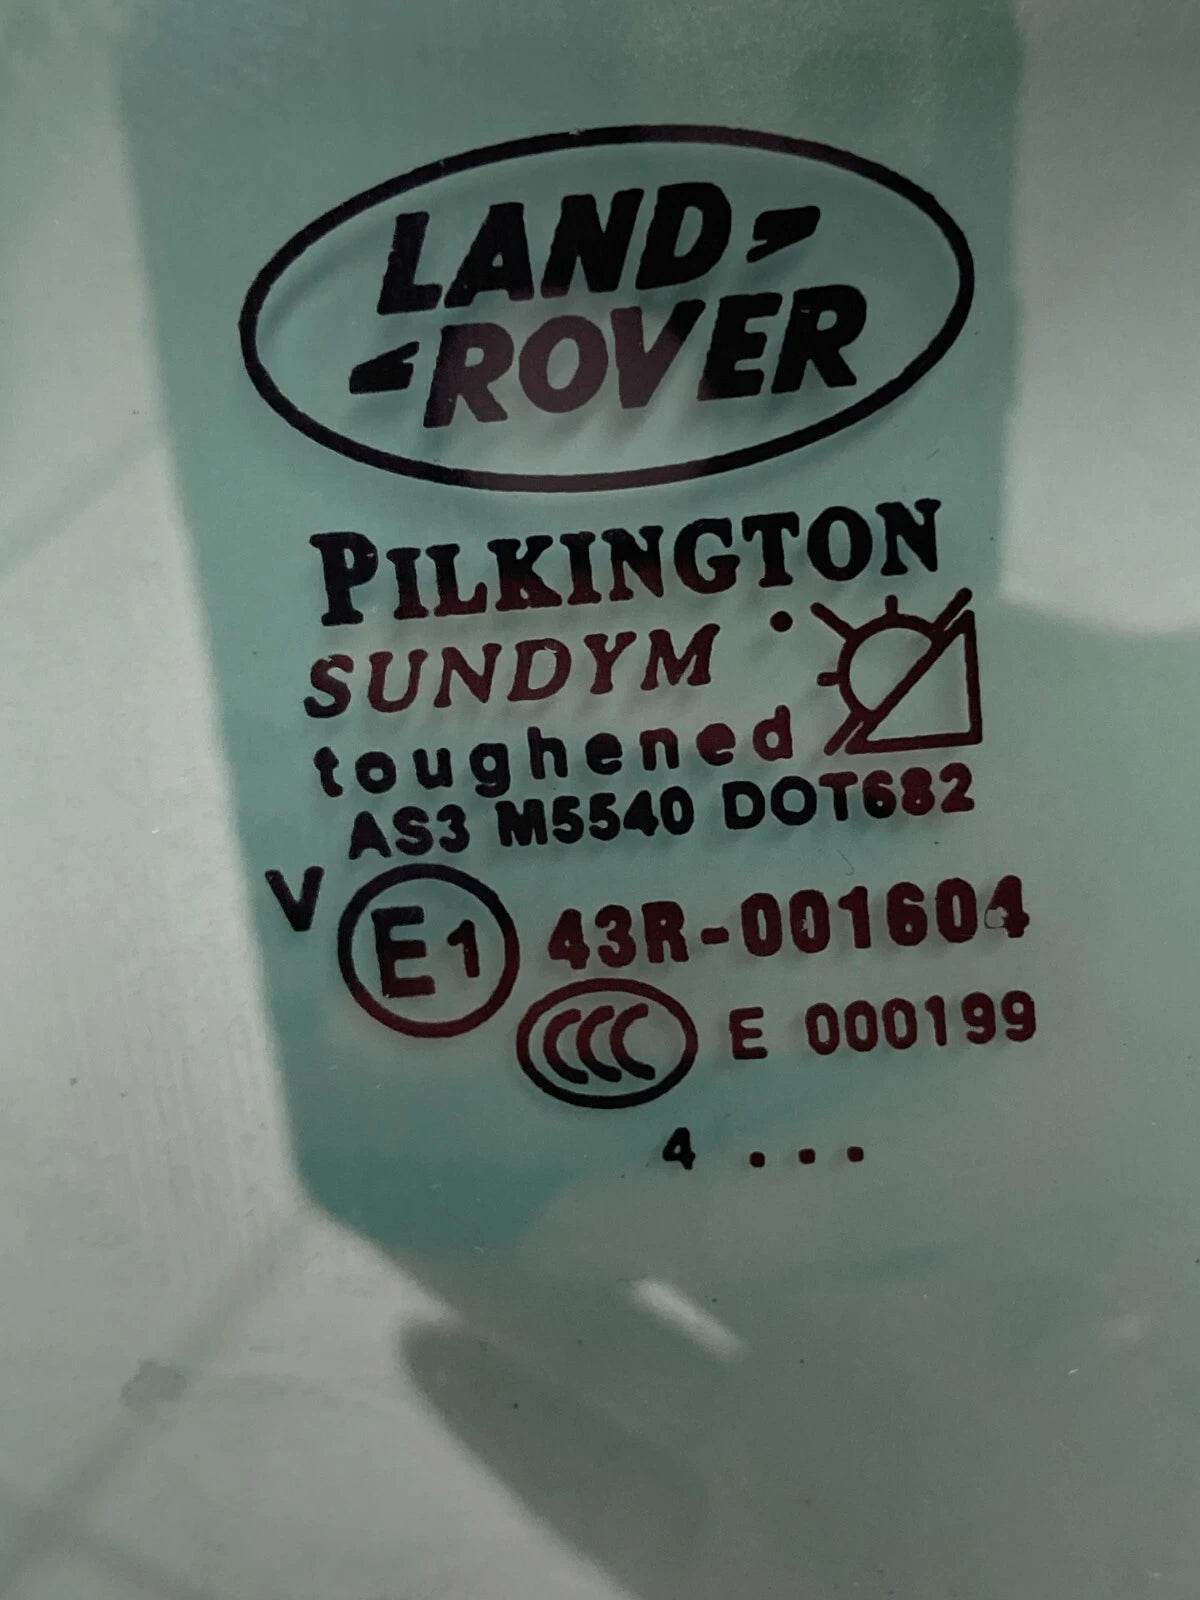 LAND
ROVER
PILKINGTON
SUNDYM
toughened
AS3 M5540 DOT682
V E1 43R-001604
CCC E 000199
4 ...